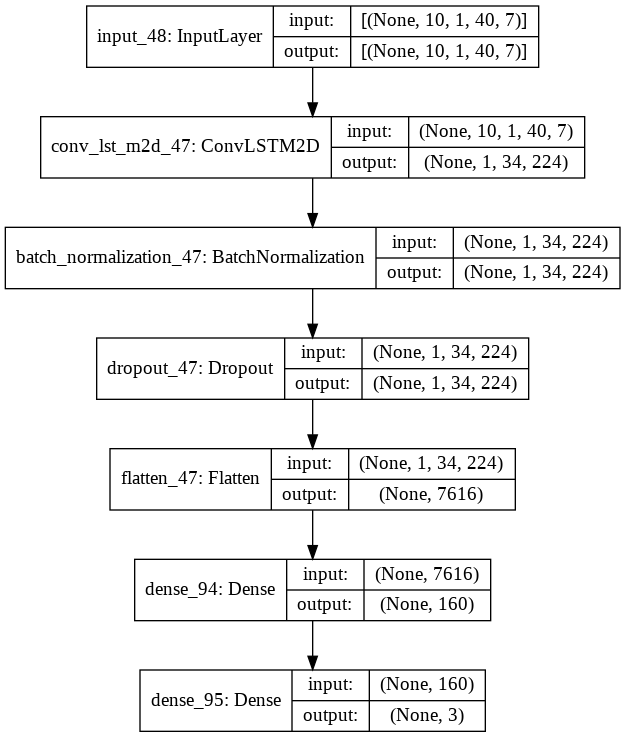 input_48: InputLayer
input:
[(None, 10, 1, 40, 7)]
output:
[(None, 10, 1, 40, 7)]
conv_lst_m2d_47: ConvLSTM2D
input:
(None, 10, 1, 40, 7)
output:
(None, 1, 34, 224)
batch_normalization_47: BatchNormalization
input:
(None, 1, 34, 224)
output:
(None, 1, 34, 224)
dropout_47: Dropout
input:
(None, 1, 34, 224)
output:
(None, 1, 34, 224)
flatten_47: Flatten
input:
(None, 1, 34, 224)
output:
(None, 7616)
dense_94: Dense
input:
(None, 7616)
output:
(None, 160)
dense_95: Dense
input:
(None, 160)
output:
(None, 3)